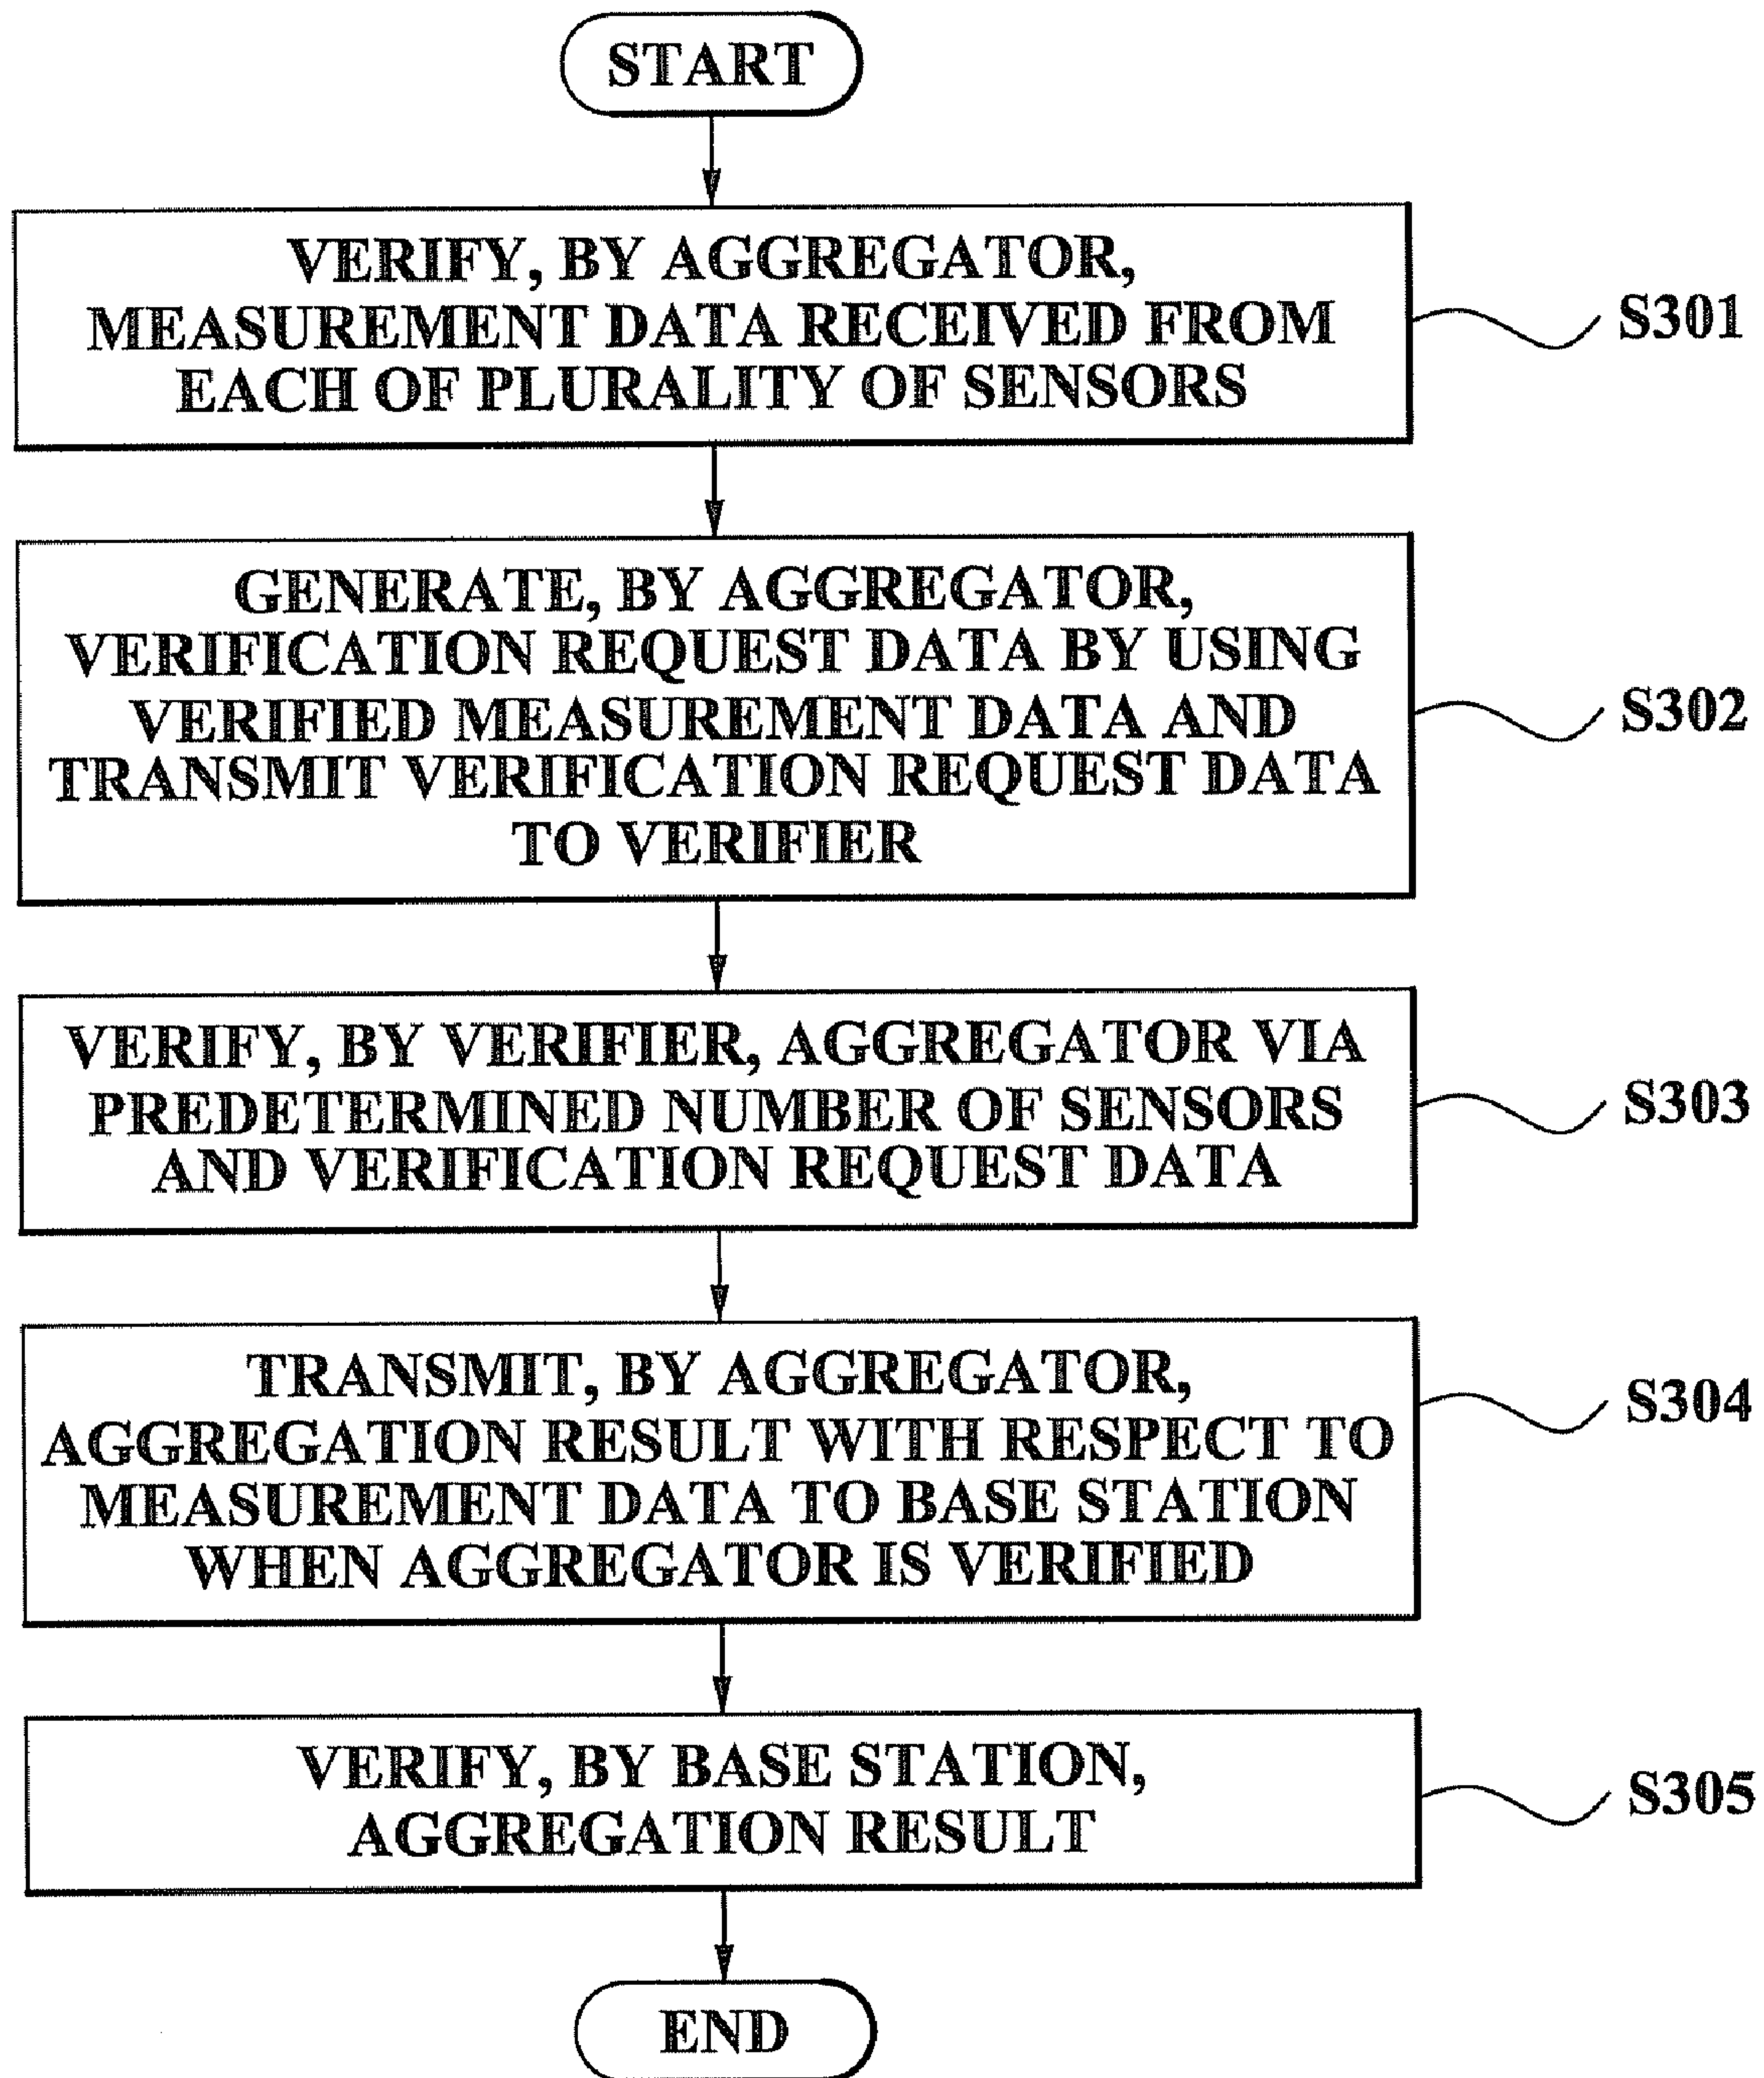 START
VERIFY, BY AGGREGATOR,
MEASUREMENT DATA RECEIVED FROM
EACH OF PLURALITY OF SENSORS
S301
GENERATE, BY AGGREGATOR,
VERIFICATION REQUEST DATA BY USING
VERIFIED MEASUREMENT DATA AND
TRANSMIT VERIFICATION REQUEST DATA
TO VERIFIER
S302
VERIFY, BY VERIFIER, AGGREGATOR VIA
PREDETERMINED NUMBER OF SENSORS
AND VERIFICATION REQUEST DATA
S303
TRANSMIT, BY AGGREGATOR,
AGGREGATION RESULT WITH RESPECT TO
MEASUREMENT DATA TO BASE STATION
WHEN AGGREGATOR IS VERIFIED
S304
VERIFY, BY BASE STATION,
AGGREGATION RESULT
S305
END